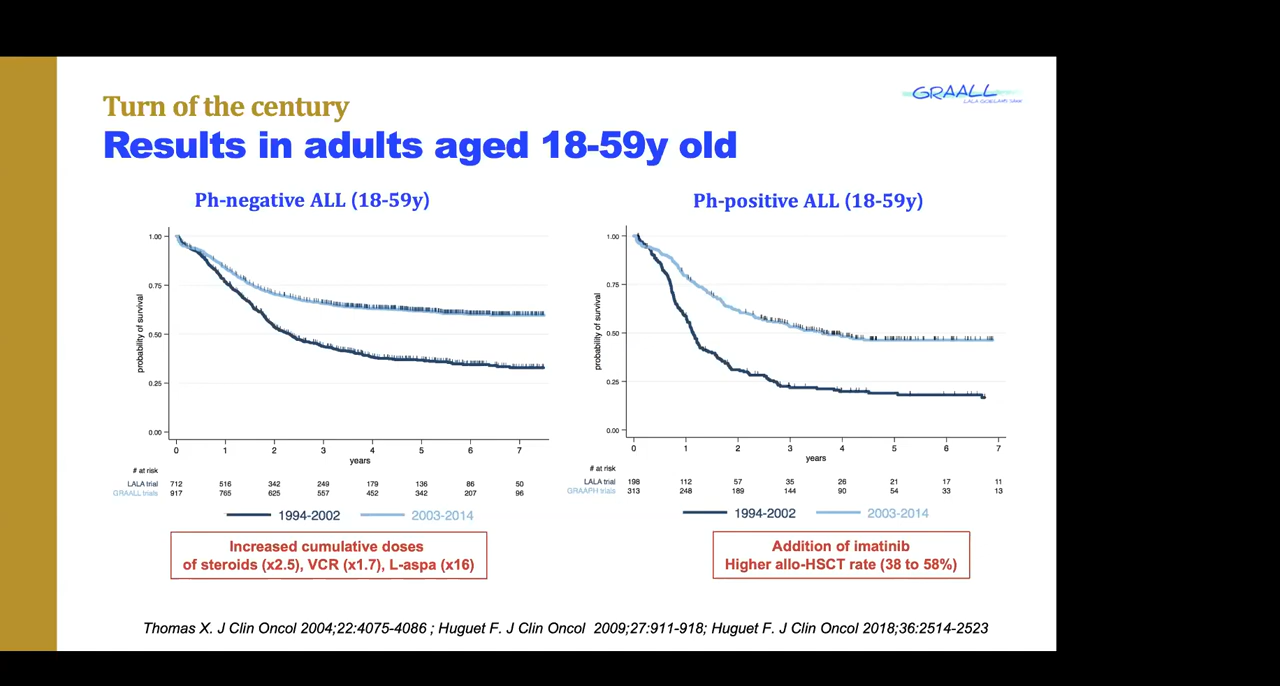 Turn of the century
GRAALL
Results in adults aged 18-59y old
Ph-negative ALL (18-59y)
1.00
0.75
0.50
0.25
0.00
probability of survival
0 1 2 3 4 5 6 7
years
# at risk
LALA trial 712 516 342 249 179 136 86 50
GRAALL trials 917 765 625 557 452 342 207 96
1994-2002 2003-2014
Increased cumulative doses
of steroids (x2.5), VCR (x1.7), L-aspa (x16)
Ph-positive ALL (18-59y)
1.00
0.75
0.50
0.25
0.00
probability of survival
0 1 2 3 4 5 6 7
years
# at risk
LALA trial 198 112 57 35 26 21 17 11
GRAAPH trials 313 248 189 144 90 54 33 13
1994-2002 2003-2014
Addition of imatinib
Higher allo-HSCT rate (38 to 58%)
Thomas X. J Clin Oncol 2004;22:4075-4086 ; Huguet F. J Clin Oncol 2009;27:911-918; Huguet F. J Clin Oncol 2018;36:2514-2523